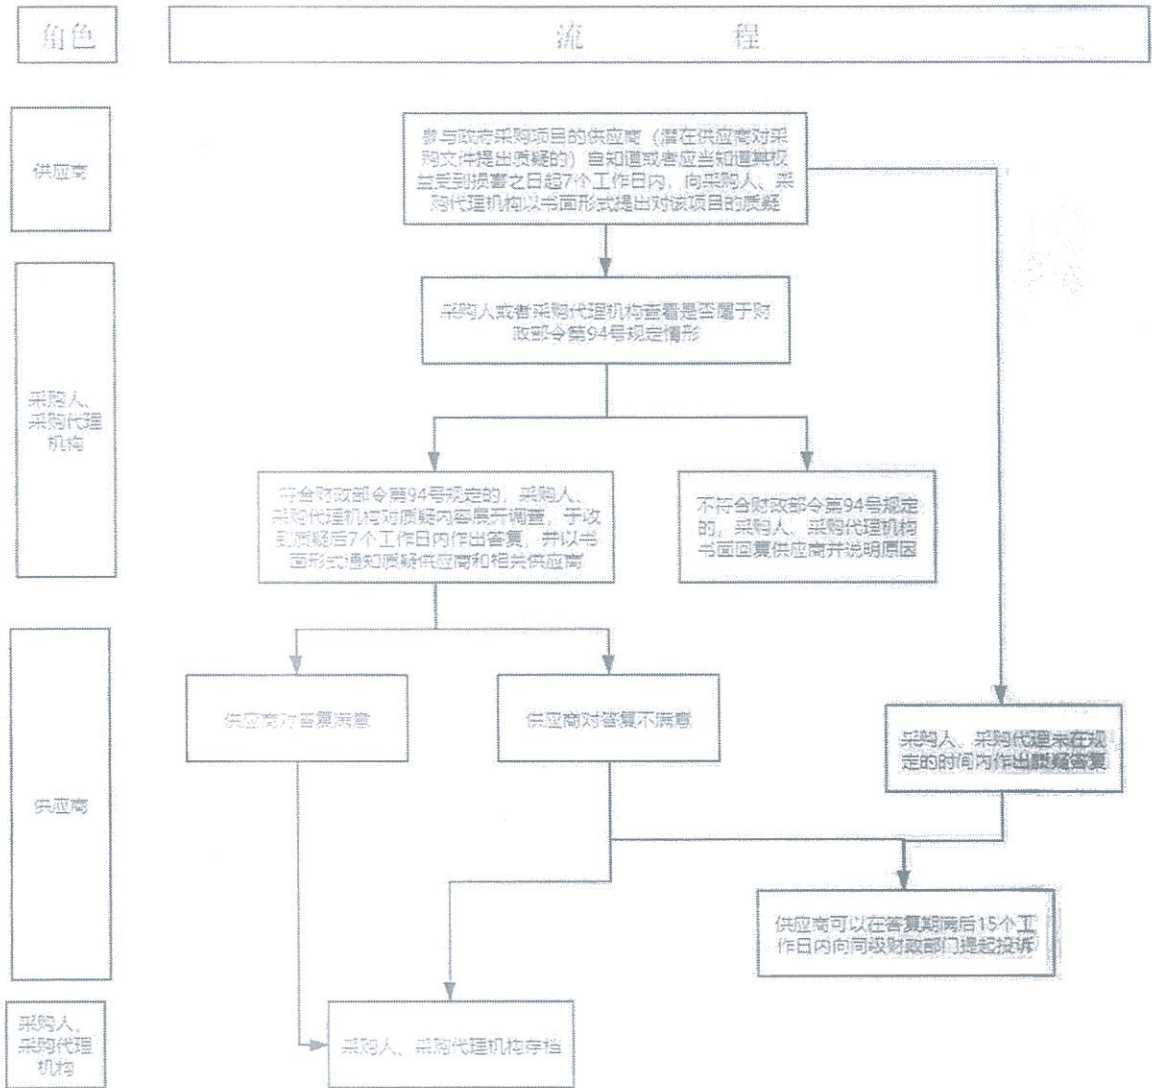 角色
流 程
供应商
参与政府采购项目的供应商（潜在供应商对采
购文件提出质疑的）自知道或者应当知道其权
益受到损害之日起7个工作日内，向采购人、采
购代理机构以书面形式提出对该项目的质疑
采购人、
采购代理
机构
采购人或者采购代理机构查看是否属于财
政部令第94号规定情形
符合财政部令第94号规定的，采购人、
采购代理机构对质疑内容展开调查，于收
到质疑后7个工作日内作出答复，并以书
面形式通知质疑供应商和相关供应商
不符合财政部令第94号规定
的，采购人、采购代理机构
书面回复供应商并说明原因
供应商
供应商对答复满意
供应商对答复不满意
采购人、采购代理未在规
定的时间内作出质疑答复
供应商可以在答复期满后15个工
作日内向同级财政部门提起投诉
采购人、
采购代理
机构
采购人、采购代理机构存档